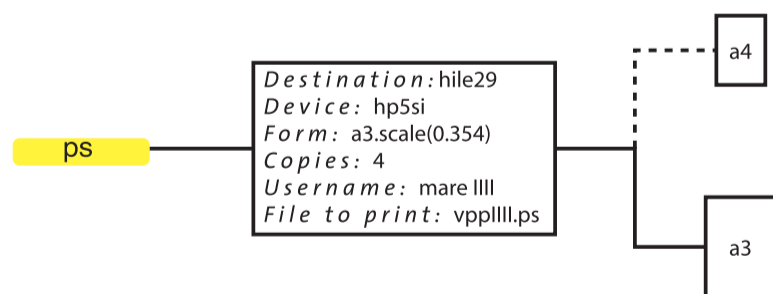 ps
Destination: hile29
Device: hp5si
Form: a3.scale(0.354)
Copies: 4
Username: mare llll
File to print: vppllll.ps
a4
a3